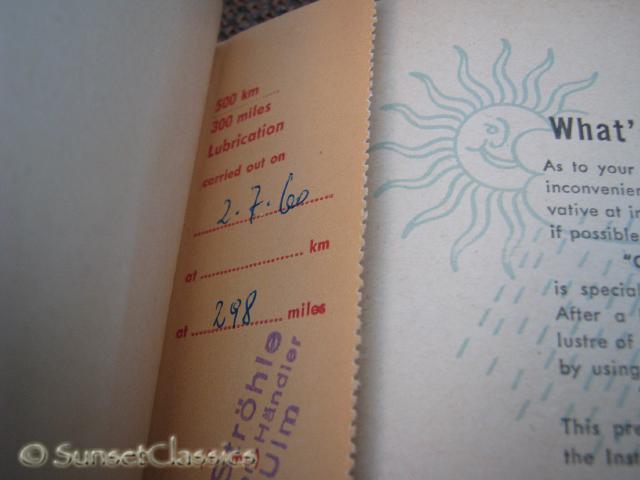 500 km
300 miles
Lubrication
carried out on
2.7.60
at km
at 298 miles
Ströhle
Händler
Ulm
What'
As to your
inconvenien
vative at in
if possible
"C
is special
After a
lustre of
by using
This pre
the Inst
© SunsetClassics